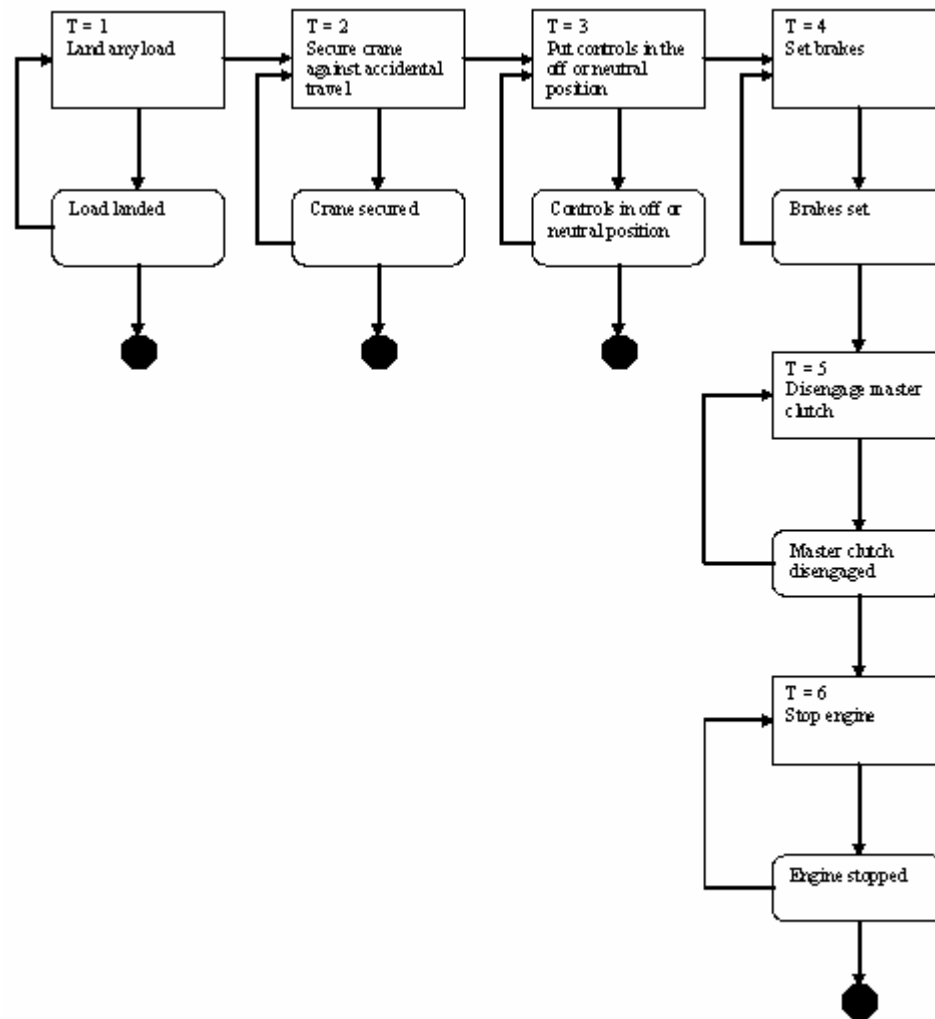 T = 1
Land any load
T = 2
Secure crane
against accidental
travel
T = 3
Put controls in the
off or neutral
position
T = 4
Set brakes
Load landed
Crane secured
Controls in off or
neutral position
Brakes set
T = 5
Disengage master
clutch
Master clutch
disengaged
T = 6
Stop engine
Engine stopped